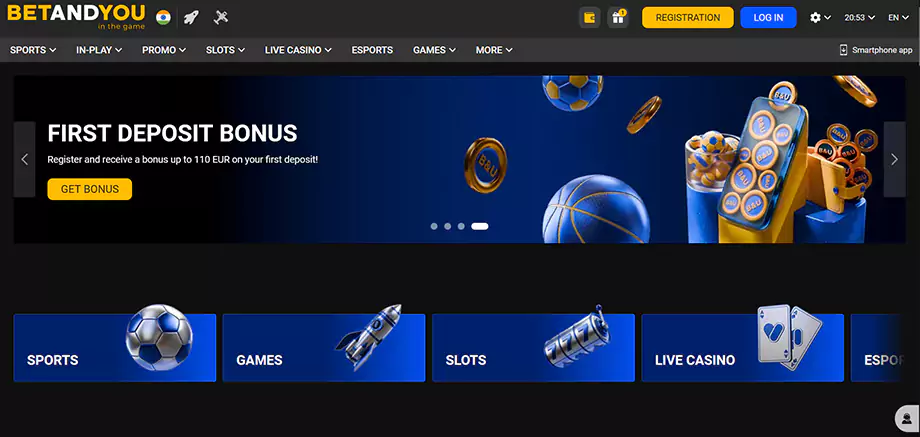 BETANDYOU
in the game
1
REGISTRATION
LOG IN
20:53
EN
SPORTS
IN-PLAY
PROMO
SLOTS
LIVE CASINO
ESPORTS
GAMES
MORE
Smartphone app
FIRST DEPOSIT BONUS
Register and receive a bonus up to 110 EUR on your first deposit!
GET BONUS
B&U
B&U
B&U
B&U
SPORTS
GAMES
777
SLOTS
LIVE CASINO
ESPOR